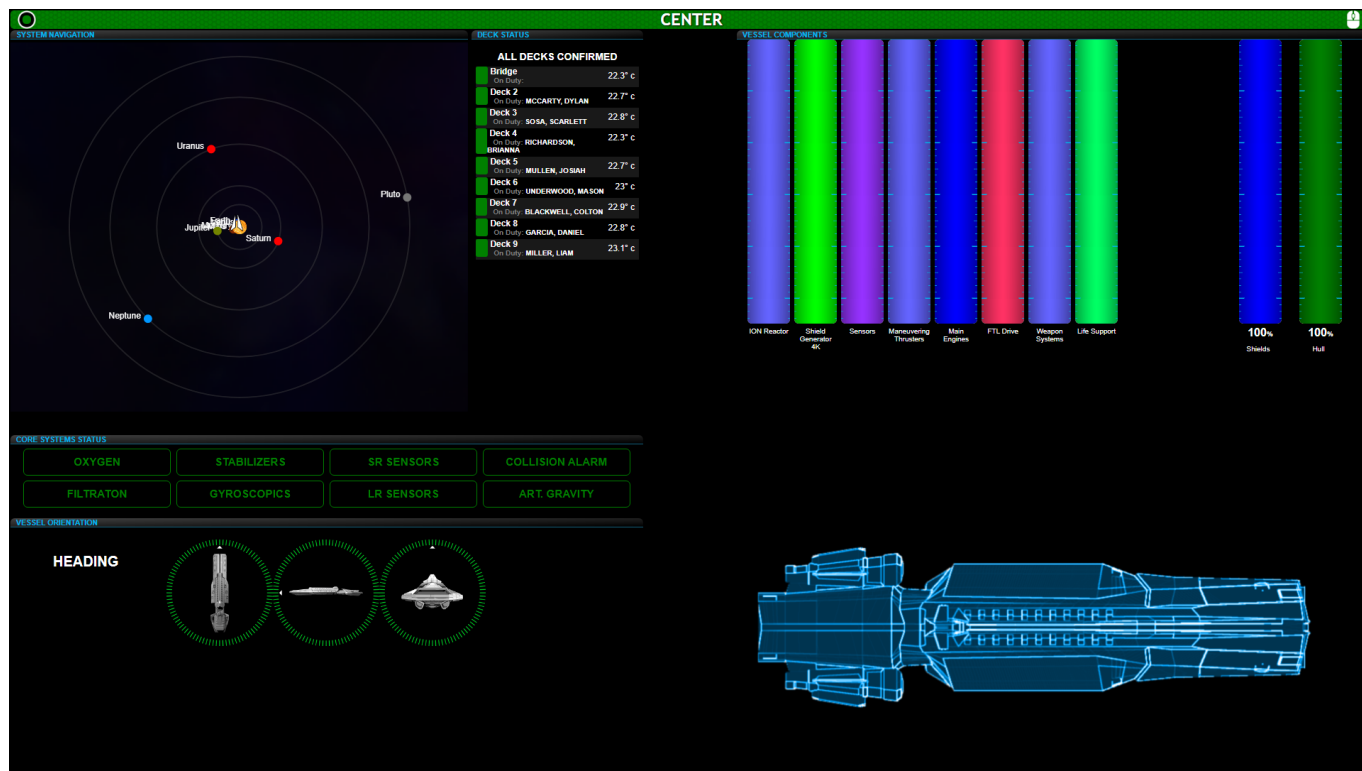 CENTER
SYSTEM NAVIGATION
Uranus
Pluto
Jupiter
Saturn
Neptune
DECK STATUS
ALL DECKS CONFIRMED
Bridge
22.3° c
On Duty:
Deck 2
22.7° c
On Duty: MCCARTY, DYLAN
Deck 3
22.8° c
On Duty: SOSA, SCARLETT
Deck 4
22.3° c
On Duty: RICHARDSON,
BRIANNA
Deck 5
22.7° c
On Duty: MULLEN, JOSIAH
Deck 6
23° c
On Duty: UNDERWOOD, MASON
Deck 7
22.9° c
On Duty: BLACKWELL, COLTON
Deck 8
22.8° c
On Duty: GARCIA, DANIEL
Deck 9
23.1° c
On Duty: MILLER, LIAM
VESSEL COMPONENTS
ION Reactor
Shield
Generator
4K
Sensors
Maneuvering
Thrusters
Main
Engines
FTL Drive
Weapon
Systems
Life Support
100%
Shields
100%
Hull
CORE SYSTEMS STATUS
OXYGEN
STABILIZERS
SR SENSORS
COLLISION ALARM
FILTRATON
GYROSCOPICS
LR SENSORS
ART. GRAVITY
VESSEL ORIENTATION
HEADING